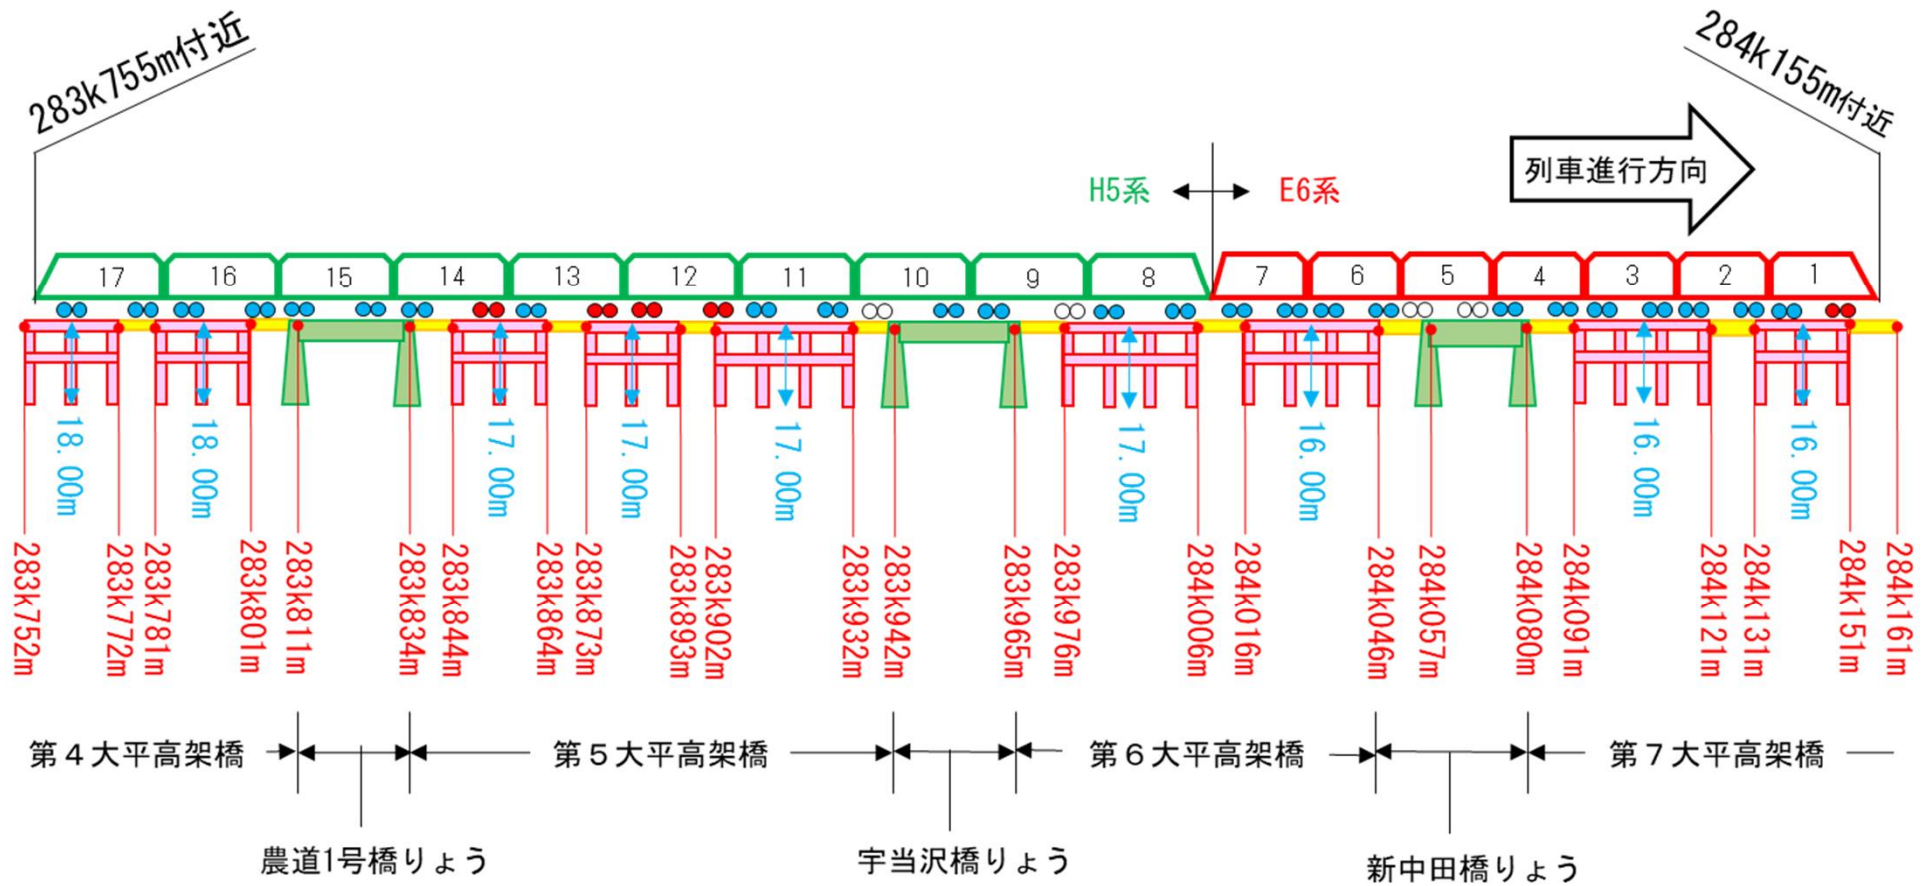 283k755m付近
284k155m付近
列車進行方向
H5系
E6系
17 16 15 14 13 12 11 10 9 8 7 6 5 4 3 2 1
18.00m
18.00m
17.00m
17.00m
17.00m
17.00m
16.00m
16.00m
16.00m
283k752m
283k772m
283k781m
283k801m
283k811m
283k834m
283k844m
283k864m
283k873m
283k893m
283k902m
283k932m
283k942m
283k965m
283k976m
284k006m
284k016m
284k046m
284k057m
284k080m
284k091m
284k121m
284k131m
284k151m
284k161m
第4大平高架橋
第5大平高架橋
第6大平高架橋
第7大平高架橋
農道1号橋りょう
宇当沢橋りょう
新中田橋りょう